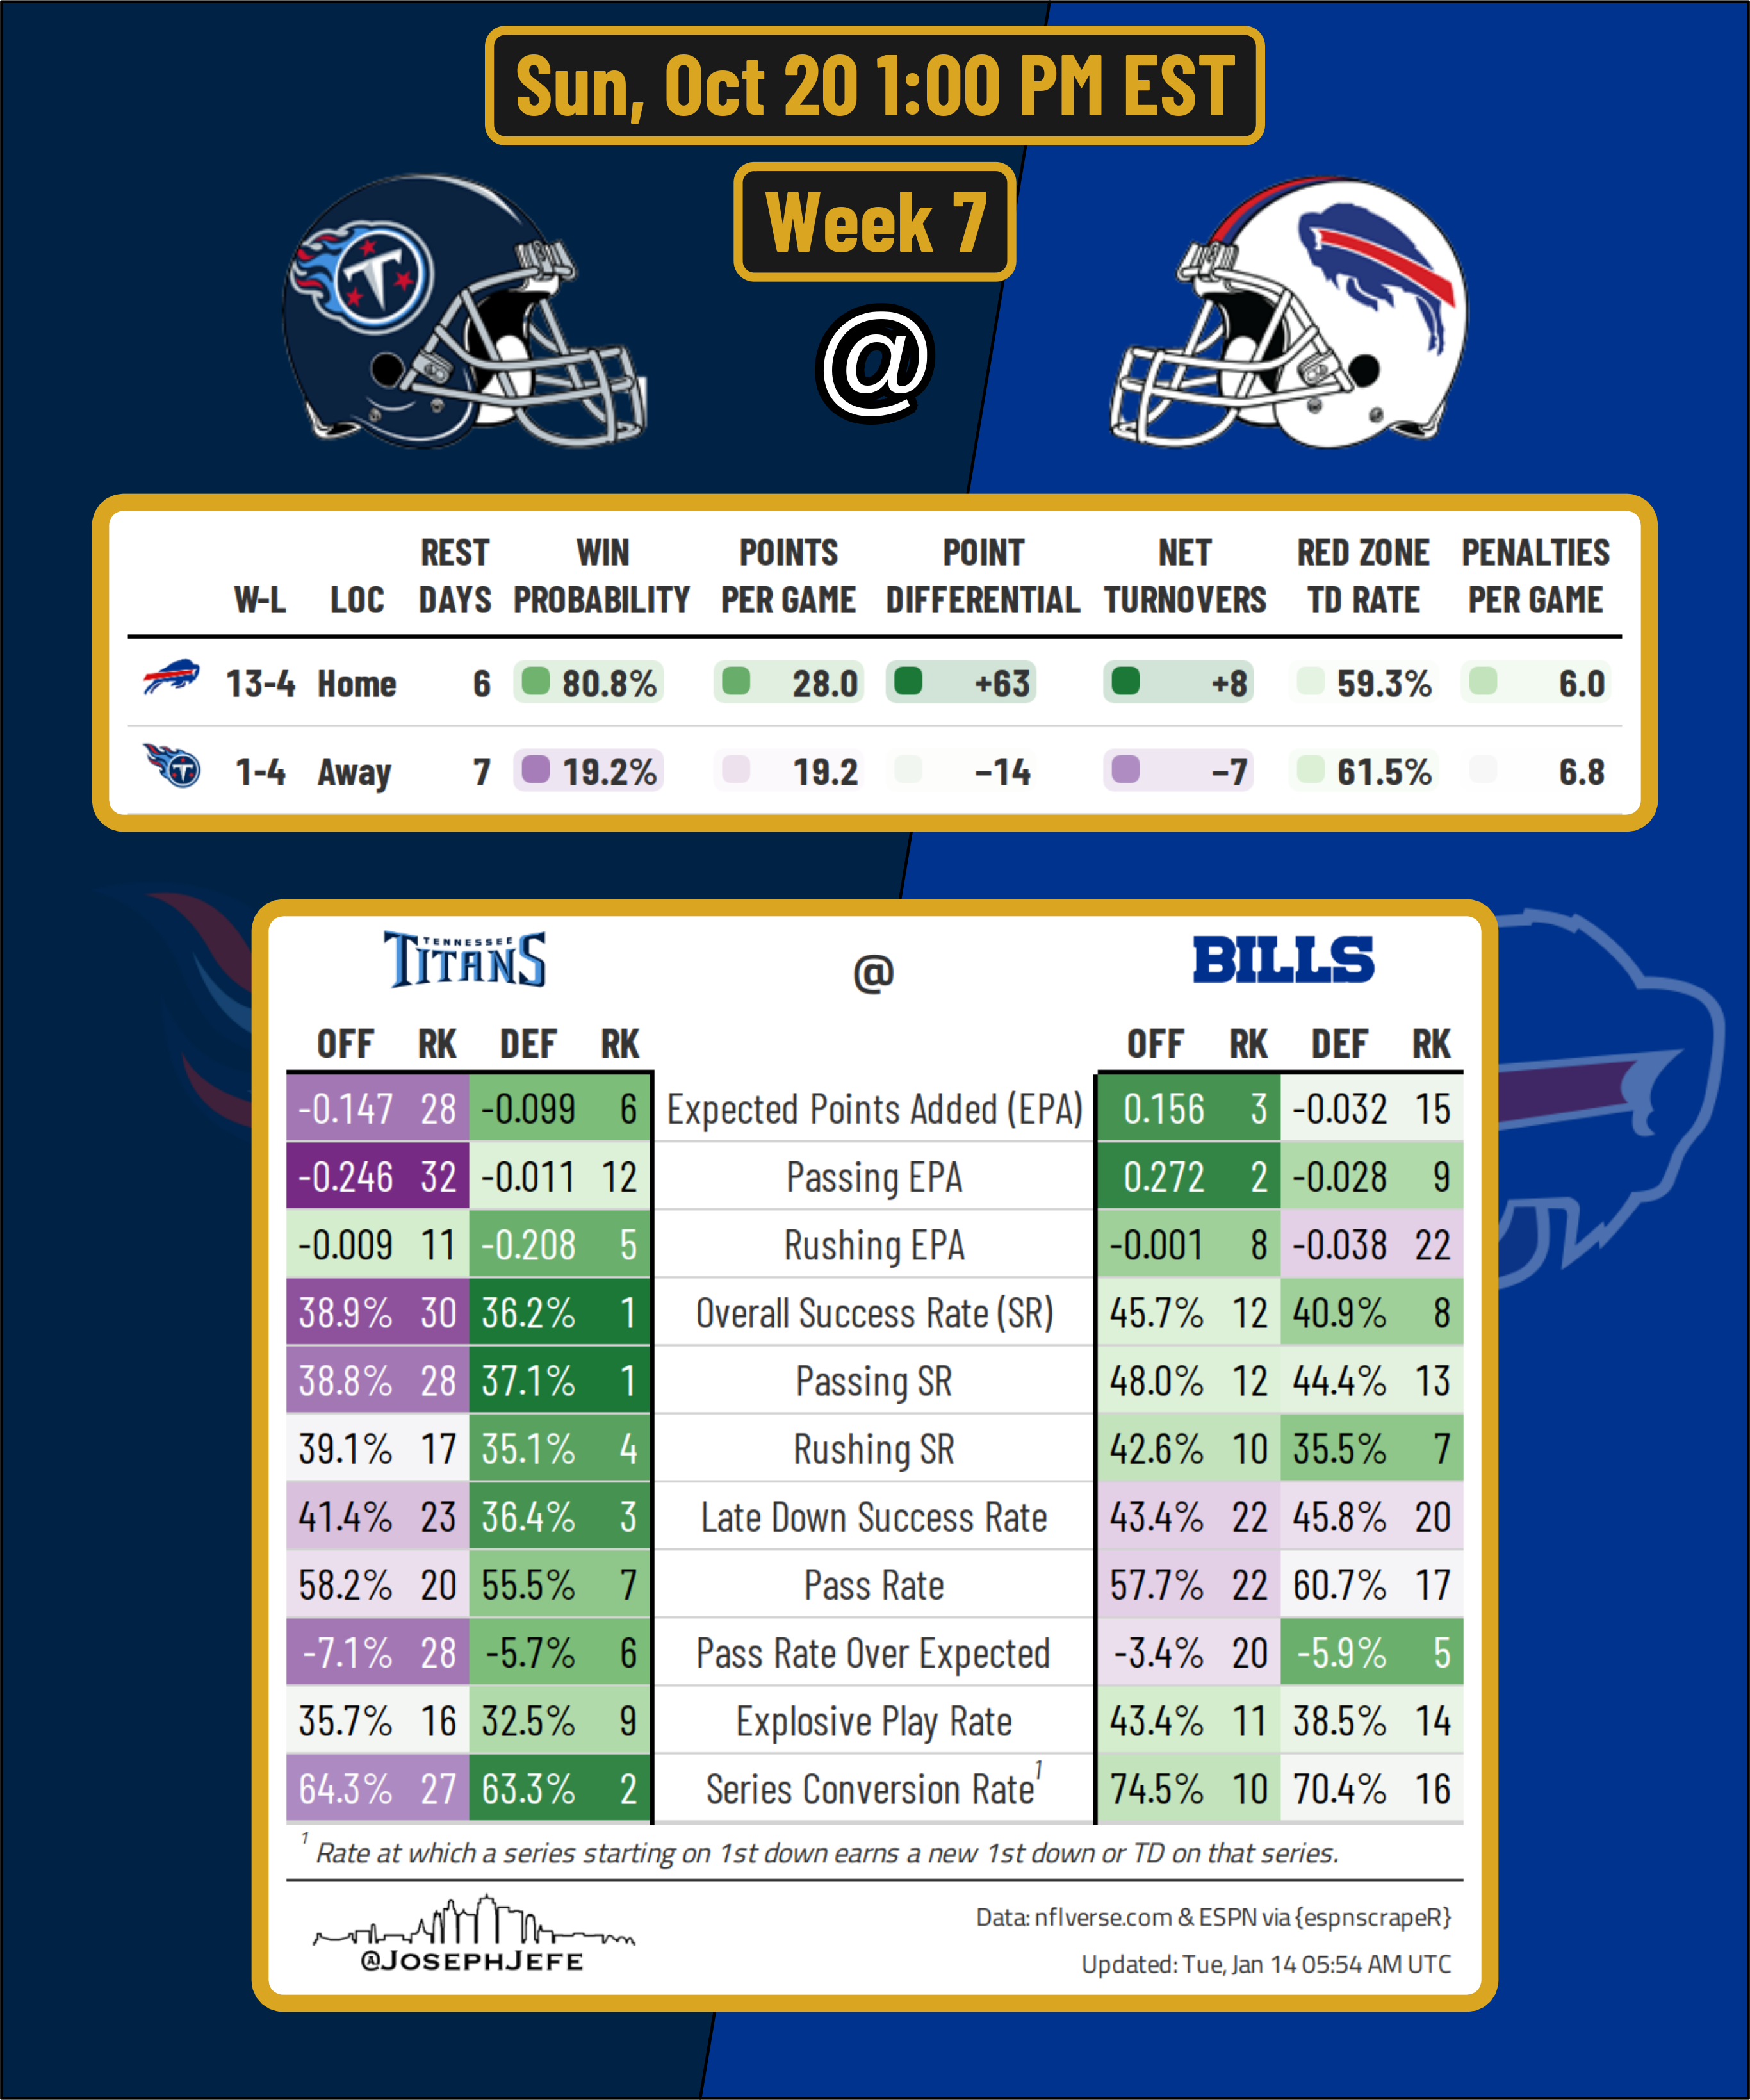 Sun, Oct 20 1:00 PM EST
Week 7
@
W-L LOC REST DAYS WIN PROBABILITY POINTS PER GAME POINT DIFFERENTIAL NET TURNOVERS RED ZONE TD RATE PENALTIES PER GAME
13-4 Home 6 80.8% 28.0 +63 +8 59.3% 6.0
1-4 Away 7 19.2% 19.2 −14 −7 61.5% 6.8
TENNESSEE TITANS @ BILLS
OFF RK DEF RK OFF RK DEF RK
-0.147 28 -0.099 6 Expected Points Added (EPA) 0.156 3 -0.032 15
-0.246 32 -0.011 12 Passing EPA 0.272 2 -0.028 9
-0.009 11 -0.208 5 Rushing EPA -0.001 8 -0.038 22
38.9% 30 36.2% 1 Overall Success Rate (SR) 45.7% 12 40.9% 8
38.8% 28 37.1% 1 Passing SR 48.0% 12 44.4% 13
39.1% 17 35.1% 4 Rushing SR 42.6% 10 35.5% 7
41.4% 23 36.4% 3 Late Down Success Rate 43.4% 22 45.8% 20
58.2% 20 55.5% 7 Pass Rate 57.7% 22 60.7% 17
-7.1% 28 -5.7% 6 Pass Rate Over Expected -3.4% 20 -5.9% 5
35.7% 16 32.5% 9 Explosive Play Rate 43.4% 11 38.5% 14
64.3% 27 63.3% 2 Series Conversion Rate¹ 74.5% 10 70.4% 16
¹ Rate at which a series starting on 1st down earns a new 1st down or TD on that series.
@JOSEPHJEFE
Data: nflverse.com & ESPN via {espnscrapeR}
Updated: Tue, Jan 14 05:54 AM UTC